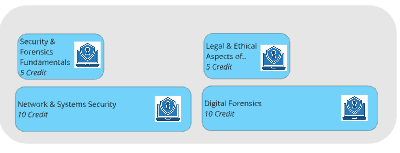 Security &
Forensics
Fundamentals
5 Credit
Legal & Ethical
Aspects of..
5 Credit
Network & Systems Security
10 Credit
Digital Forensics
10 Credit